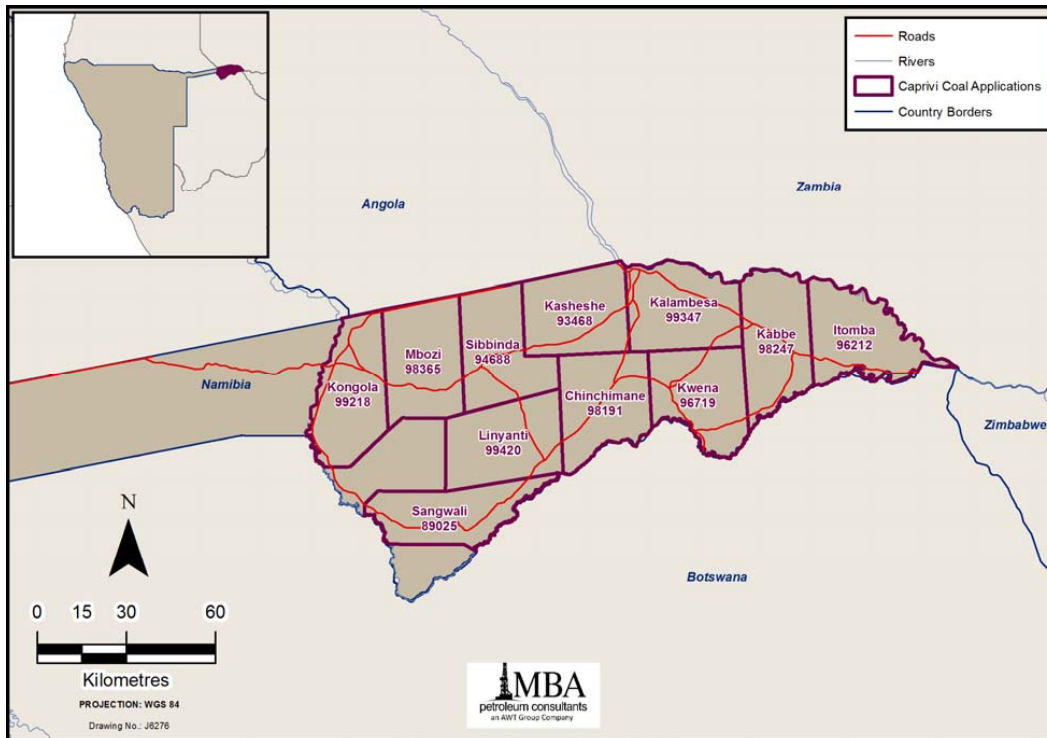 Roads
Rivers
Caprivi Coal Applications
Country Borders
Angola
Zambia
Namibia
Kongola
99218
Mbozi
98365
Sibbinda
94688
Kasheshe
93468
Kalambesa
99347
Kabbe
98247
Itomba
96212
Linyanti
99420
Chinchimane
98191
Kwena
96719
Sangwali
89025
Zimbabwe
Botswana
N
0 15 30 60
Kilometres
PROJECTION: WGS 84
Drawing No.: J6276
MBA
petroleum consultants
an AWT Group Company